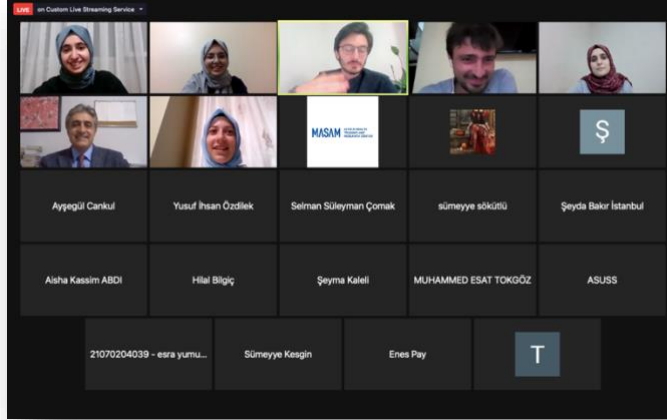 LIVE on Custom Live Streaming Service
MASAM
Ş
Ayşegül Cankul
Yusuf İhsan Özdilek
Selman Süleyman Çomak
sümeyye sökütlü
Şeyda Bakır İstanbul
Aisha Kassim ABDI
Hilal Bilgiç
Şeyma Kaleli
MUHAMMED ESAT TOKGÖZ
ASUSS
21070204039 - esra yumu...
Sümeyye Kesgin
Enes Pay
T